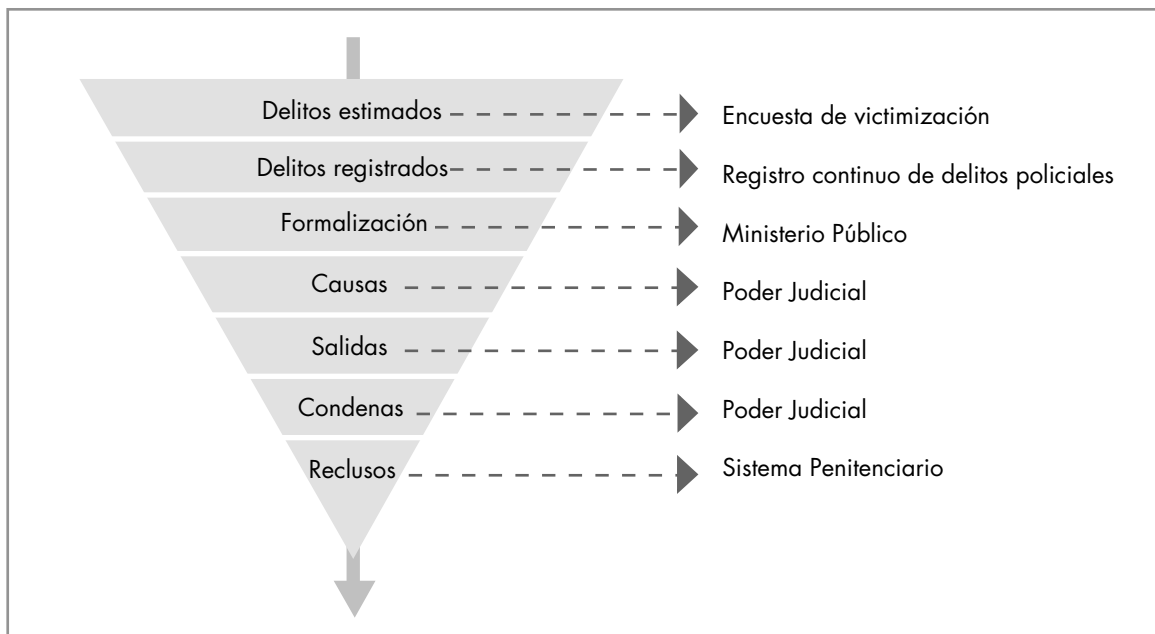 Delitos estimados
Encuesta de victimización
Delitos registrados
Registro continuo de delitos policiales
Formalización
Ministerio Público
Causas
Poder Judicial
Salidas
Poder Judicial
Condenas
Poder Judicial
Reclusos
Sistema Penitenciario